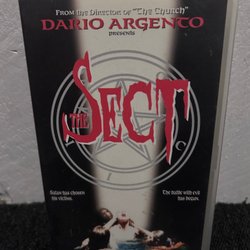 From the Director of "The Church"
DARIO ARGENTO
presents
THE
SECT
Satan has chosen
his victims.
The battle with evil
has begun.